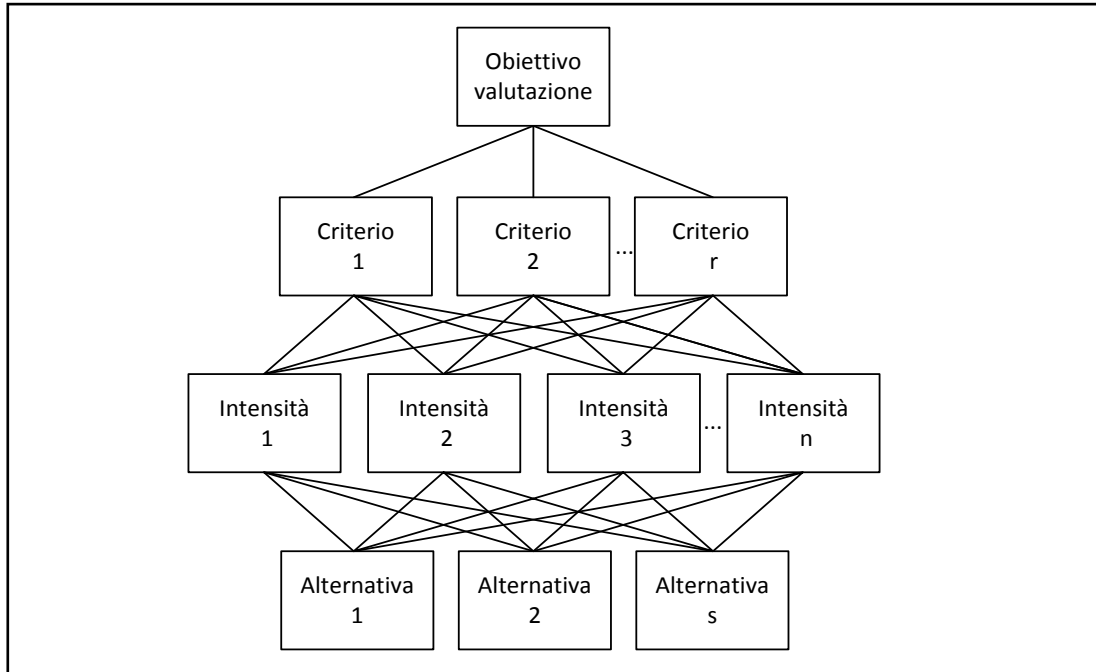 Obiettivo
valutazione
Criterio
1
Criterio
2
...
Criterio
r
Intensità
1
Intensità
2
Intensità
3
...
Intensità
n
Alternativa
1
Alternativa
2
Alternativa
s